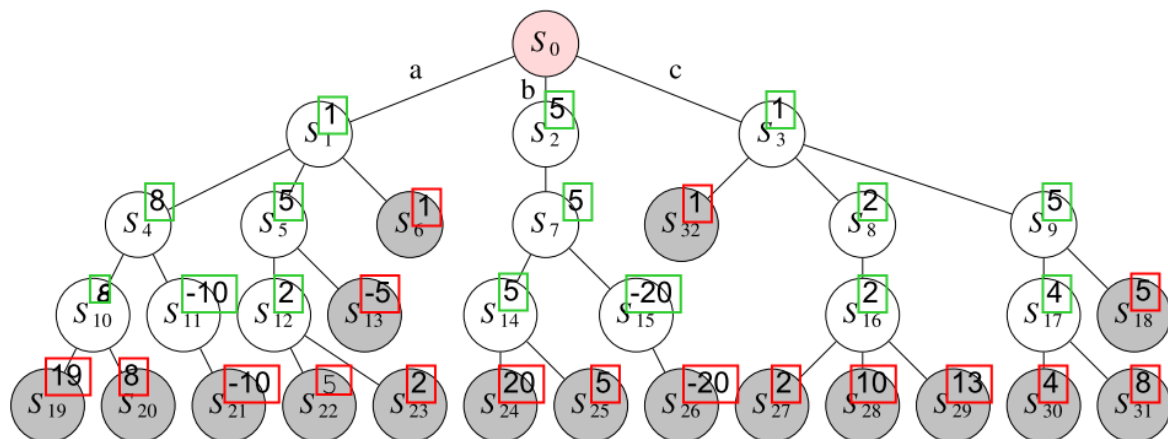 S0
a
b
c
S1 1
S2 5
S3 1
S4 8
S5 5
S6 1
S7 5
S32 1
S8 2
S9 5
S10 8
S11 -10
S12 2
S13 -5
S14 5
S15 -20
S16 2
S17 4
S18 5
S19 19
S20 8
S21 -10
S22 5
S23 2
S24 20
S25 5
S26 -20
S27 2
S28 10
S29 13
S30 4
S31 8